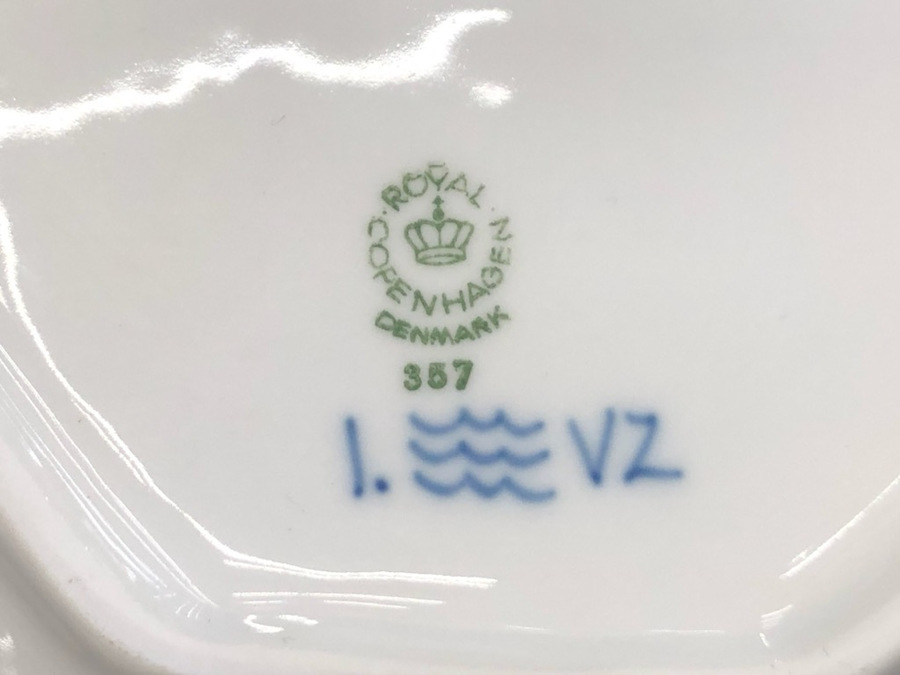 ROYAL
COPENHAGEN
DENMARK
357
1. VZ